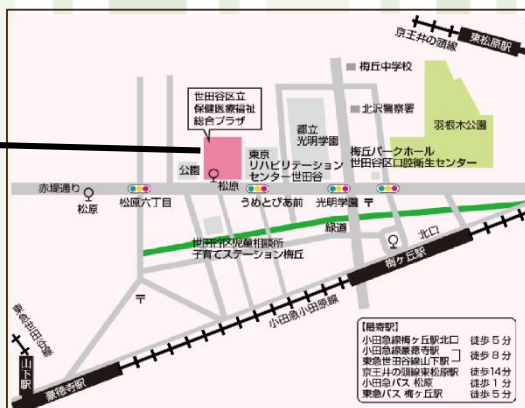 京王井の頭線
東松原駅
梅丘中学校
世田谷区立
保健医療福祉
総合プラザ
北沢警察署
羽根木公園
都立
光明学園
公園
松原
東京
リハビリテーション
センター世田谷
梅丘パークホール
世田谷区口腔衛生センター
赤堤通り
松原
松原六丁目
うめとぴあ前
光明学園
緑道
北口
世田谷区児童相談所
子育てステーション梅丘
梅ヶ丘駅
小田急小田原線
東急世田谷線
山下駅
豪徳寺駅
【最寄駅】
小田急線梅ヶ丘駅北口 徒歩5分
小田急線豪徳寺駅
東急世田谷線山下駅 徒歩8分
京王井の頭線東松原駅 徒歩14分
小田急バス 松原 徒歩1分
東急バス 梅ヶ丘駅 徒歩5分